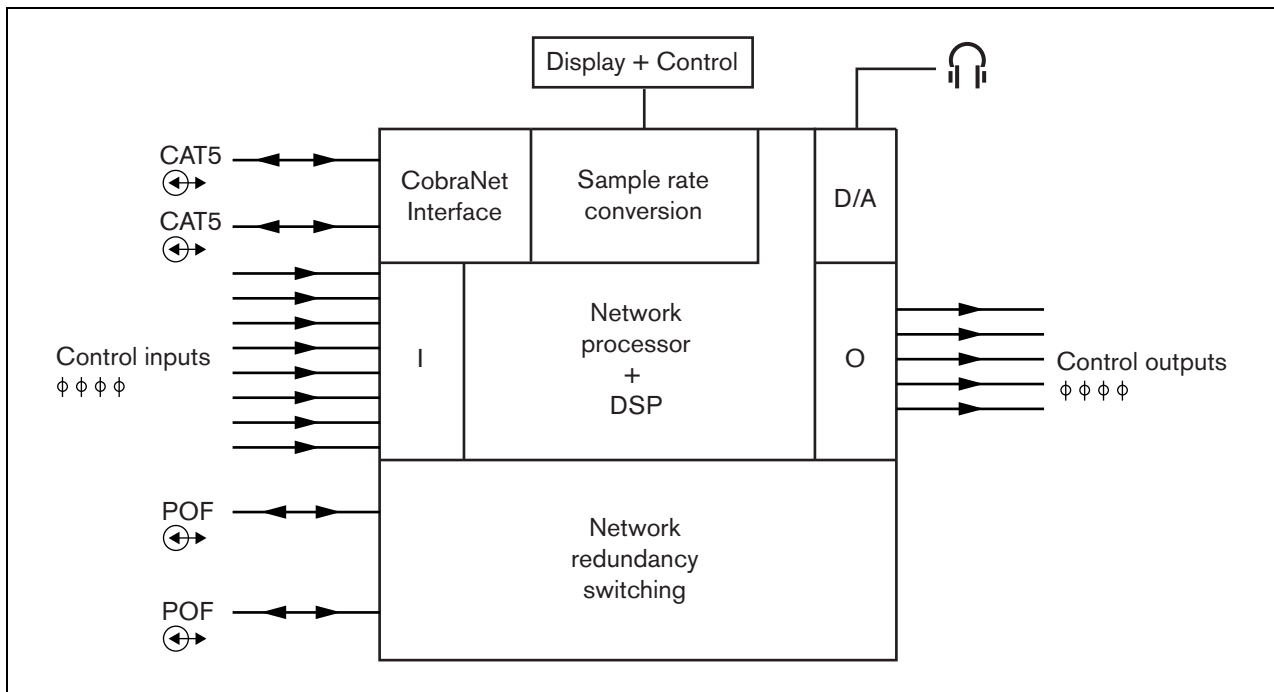 Display + Control
CAT5
CobraNet
Interface
Sample rate
conversion
D/A
CAT5
Control inputs
I
Network
processor
+
DSP
O
Control outputs
POF
Network
redundancy
switching
POF